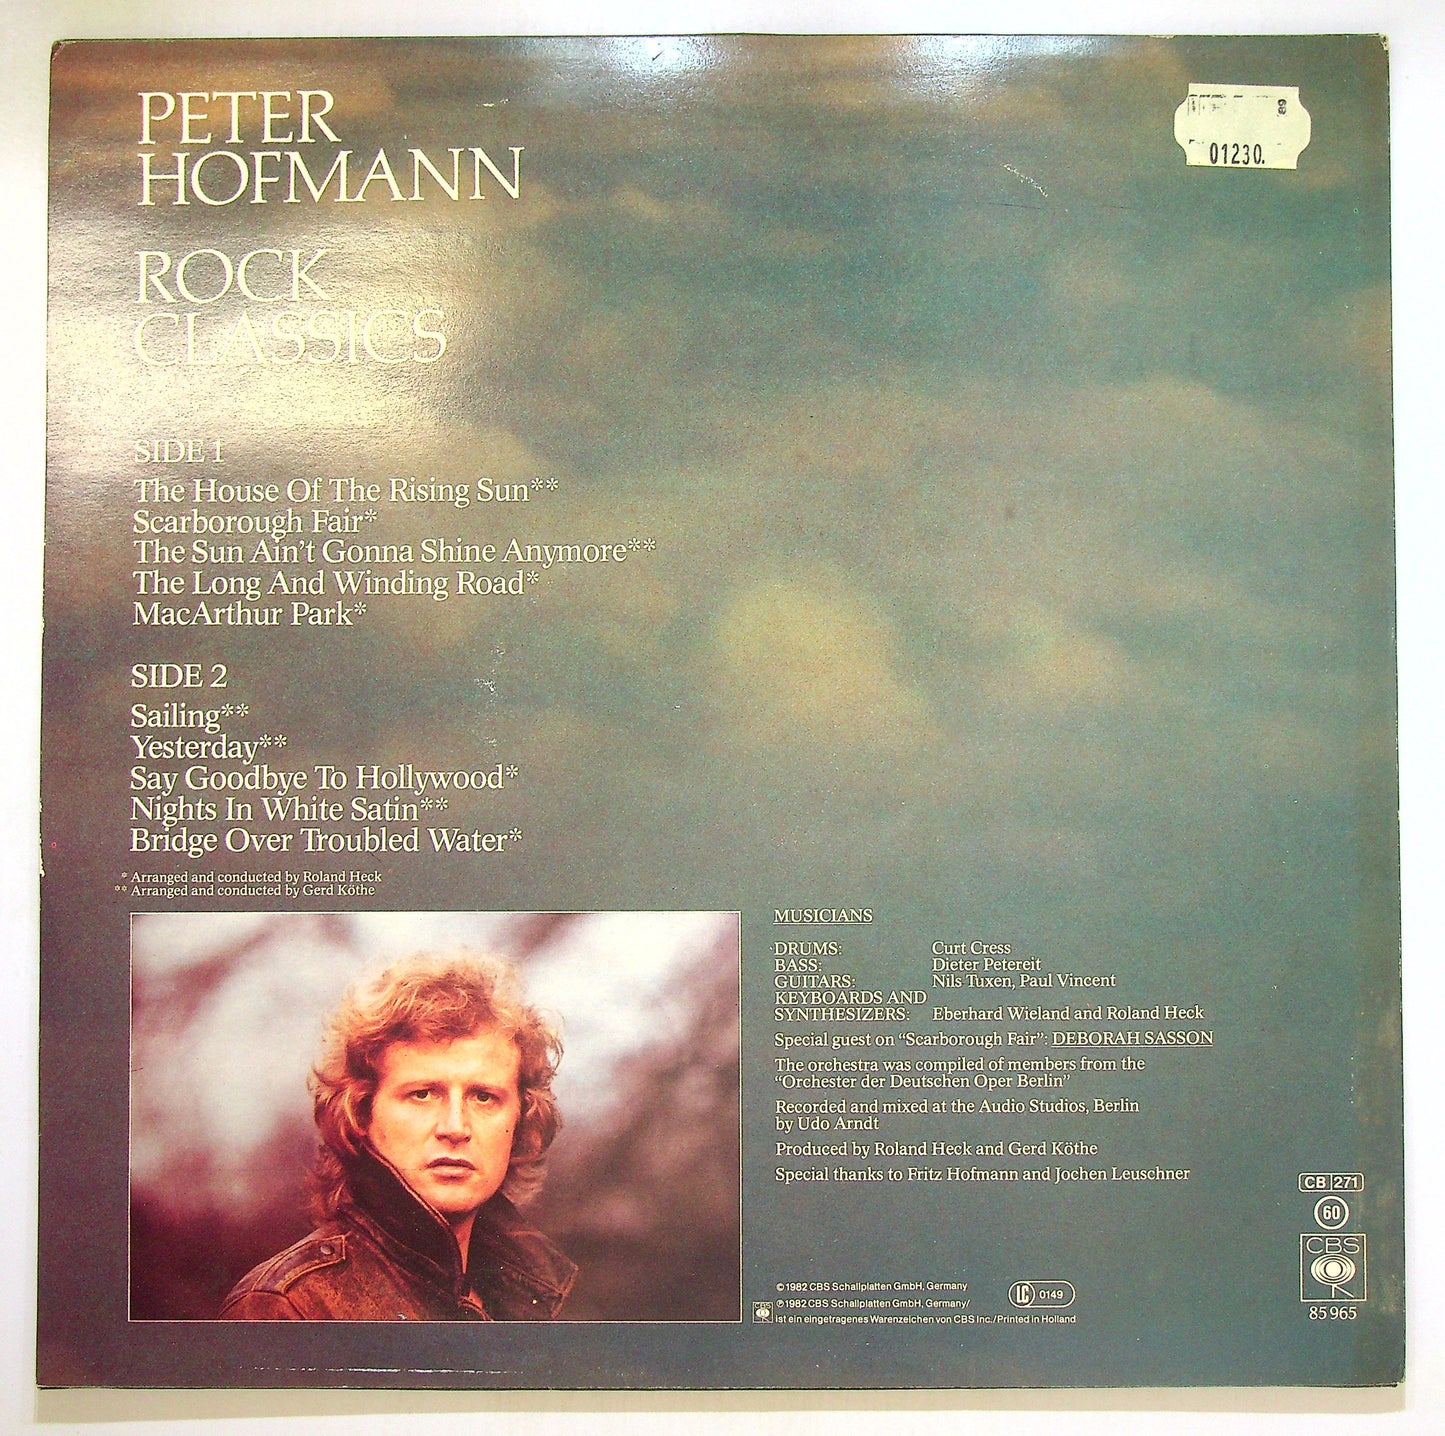 PETER
HOFMANN
ROCK
CLASSICS
01230.
SIDE 1
The House Of The Rising Sun**
Scarborough Fair*
The Sun Ain't Gonna Shine Anymore**
The Long And Winding Road*
MacArthur Park*
SIDE 2
Sailing**
Yesterday**
Say Goodbye To Hollywood*
Nights In White Satin**
Bridge Over Troubled Water*
* Arranged and conducted by Roland Heck
** Arranged and conducted by Gerd Köthe
MUSICIANS
DRUMS: Curt Cress
BASS: Dieter Petereit
GUITARS: Nils Tuxen, Paul Vincent
KEYBOARDS AND
SYNTHESIZERS: Eberhard Wieland and Roland Heck
Special guest on "Scarborough Fair": DEBORAH SASSON
The orchestra was compiled of members from the
"Orchester der Deutschen Oper Berlin"
Recorded and mixed at the Audio Studios, Berlin
by Udo Arndt
Produced by Roland Heck and Gerd Köthe
Special thanks to Fritz Hofmann and Jochen Leuschner
CB 271
60
CBS
85 965
© 1982 CBS Schallplatten GmbH, Germany
℗ 1982 CBS Schallplatten GmbH, Germany/
CBS ist ein eingetragenes Warenzeichen von CBS Inc./Printed in Holland
LC 0149